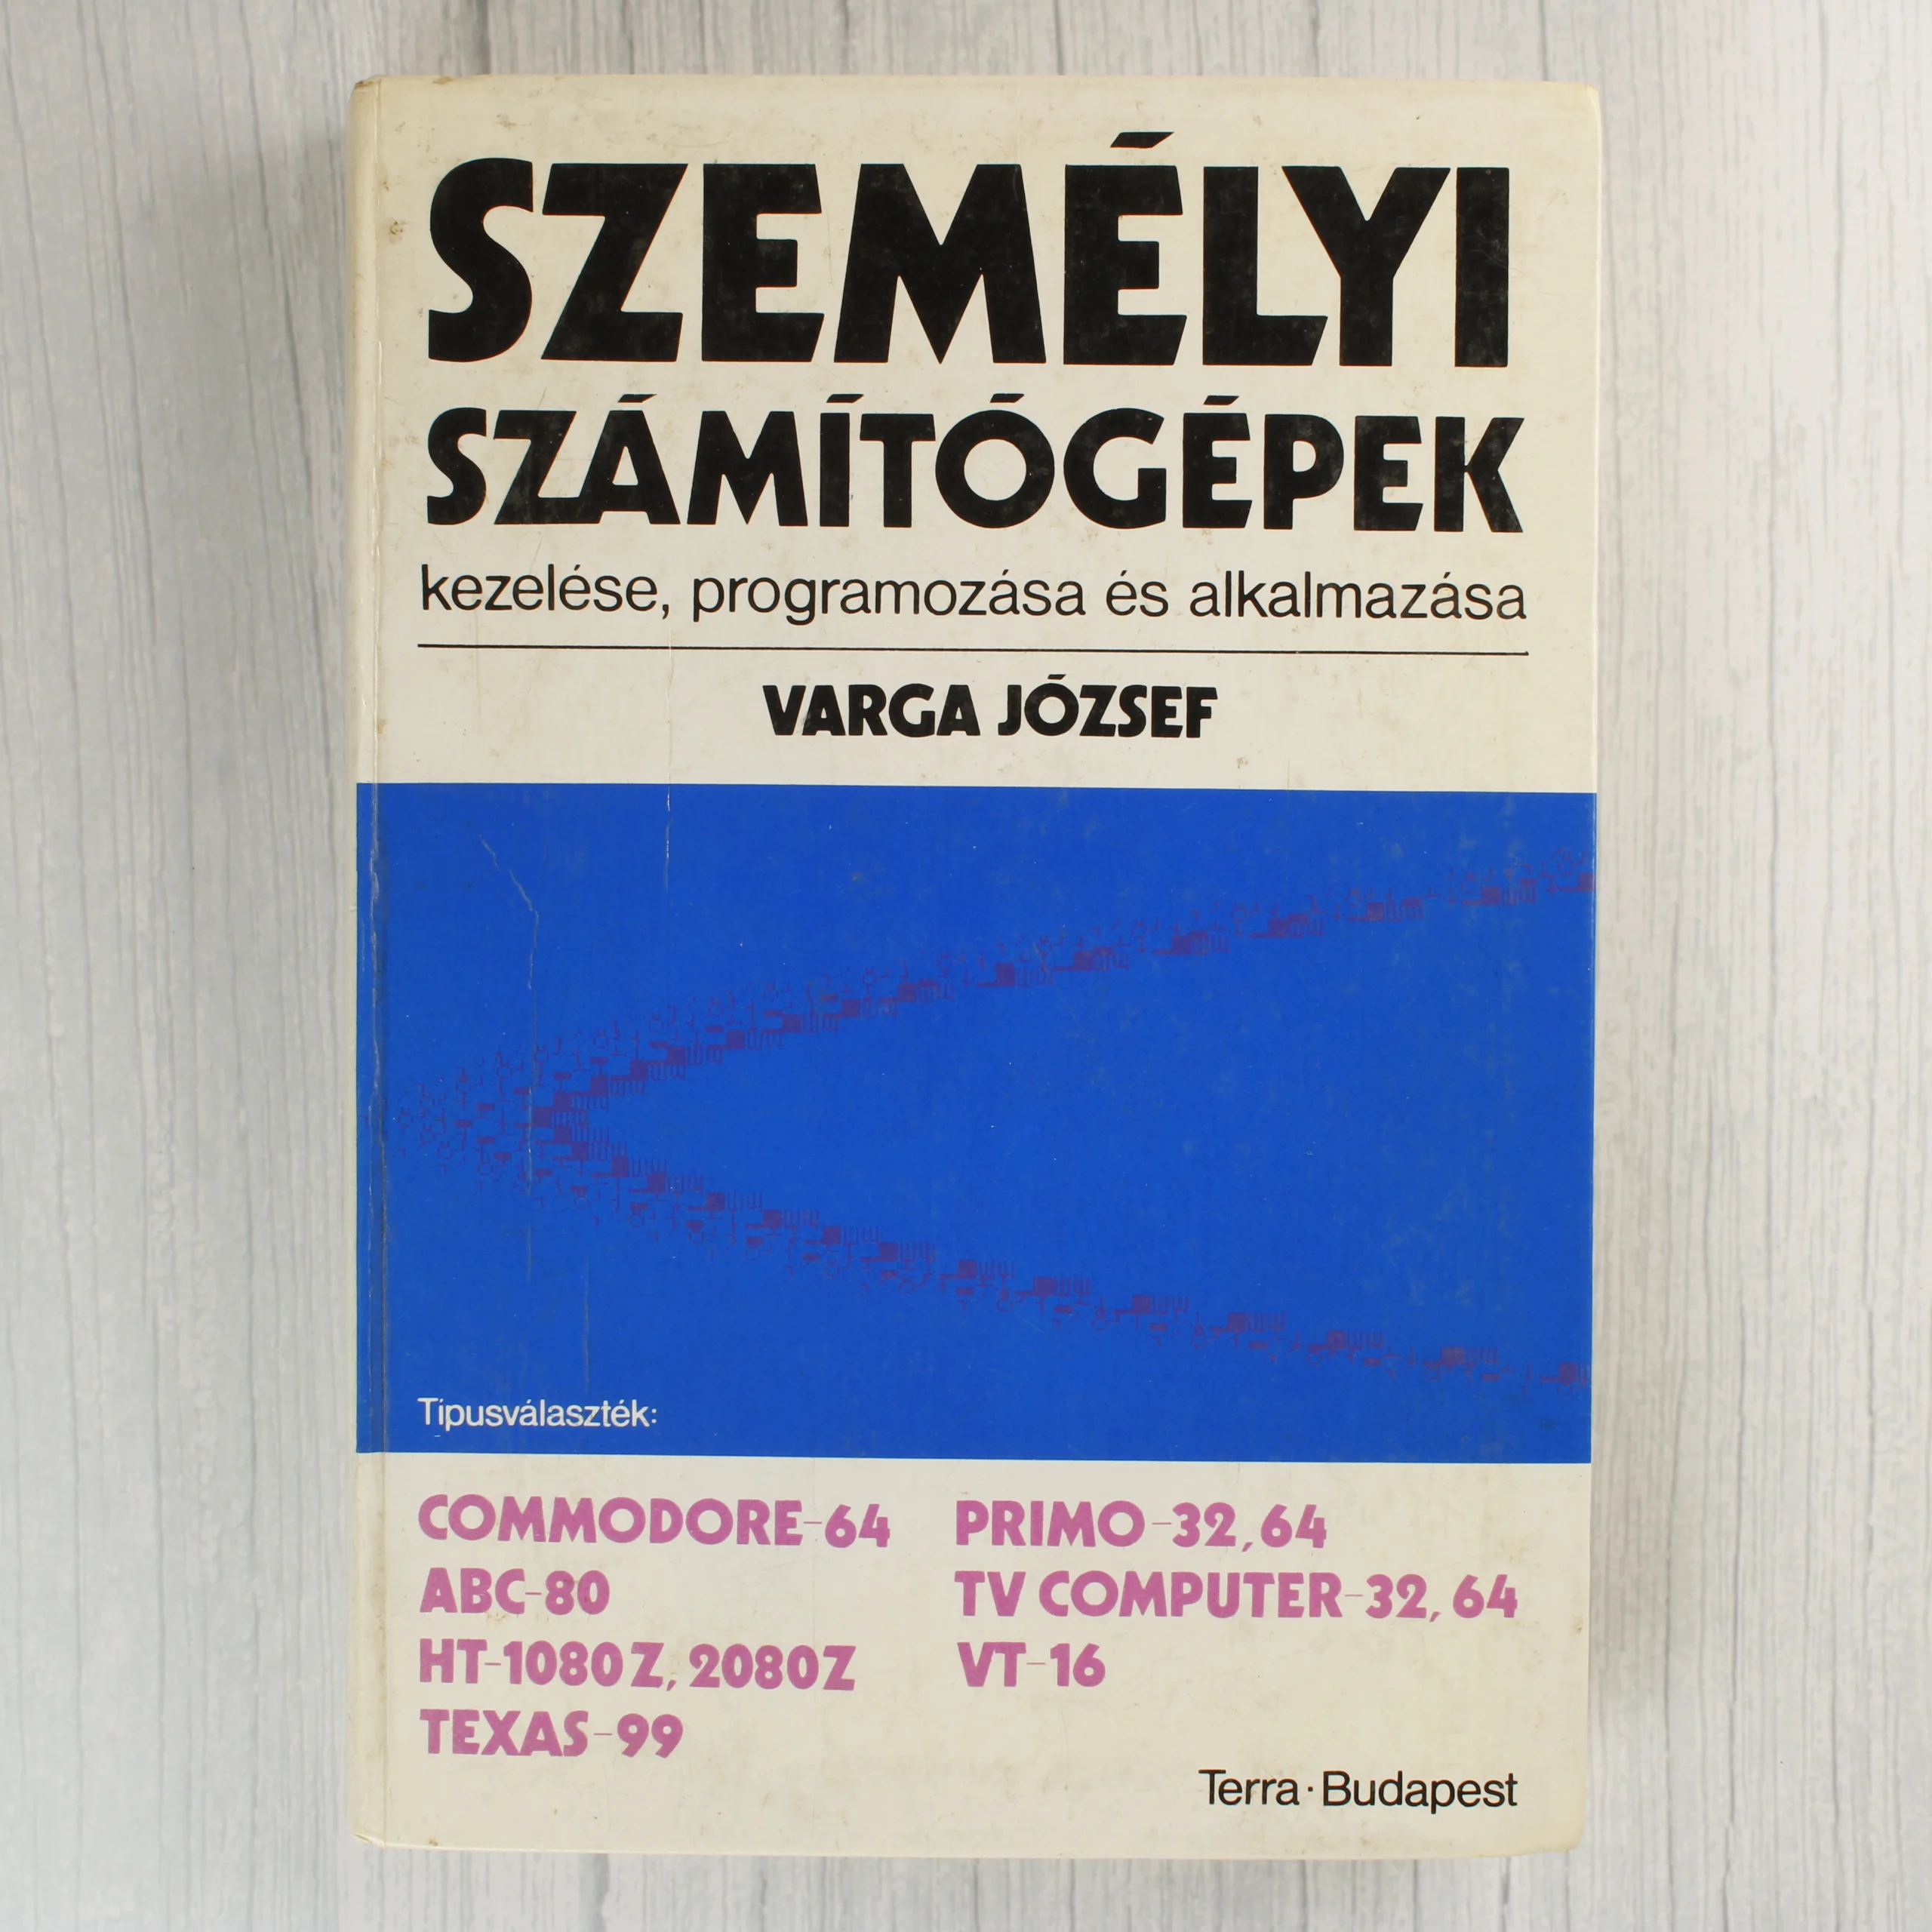 SZEMÉLYI
SZÁMÍTÓGÉPEK
kezelése, programozása és alkalmazása
VARGA JÓZSEF
Típusválaszték:
COMMODORE-64
ABC-80
HT-1080Z, 2080Z
TEXAS-99
PRIMO-32, 64
TV COMPUTER-32, 64
VT-16
Terra · Budapest